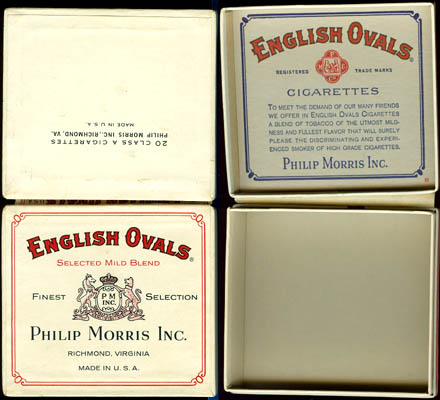 20 CLASS A CIGARETTES
PHILIP MORRIS INC., RICHMOND, VA.
MADE IN U.S.A.
ENGLISH OVALS®
REGISTERED TRADE MARKS
CIGARETTES
TO MEET THE DEMAND OF OUR MANY FRIENDS
WE OFFER IN ENGLISH OVALS CIGARETTES
A BLEND OF TOBACCO OF THE UTMOST MILD-
NESS AND FULLEST FLAVOR THAT WILL SURELY
PLEASE THE DISCRIMINATING AND EXPERI-
ENCED SMOKER OF HIGH GRADE CIGARETTES.
PHILIP MORRIS INC.
ENGLISH OVALS®
SELECTED MILD BLEND
FINEST SELECTION
P M
INC.
PHILIP MORRIS INC.
RICHMOND, VIRGINIA
MADE IN U.S.A.